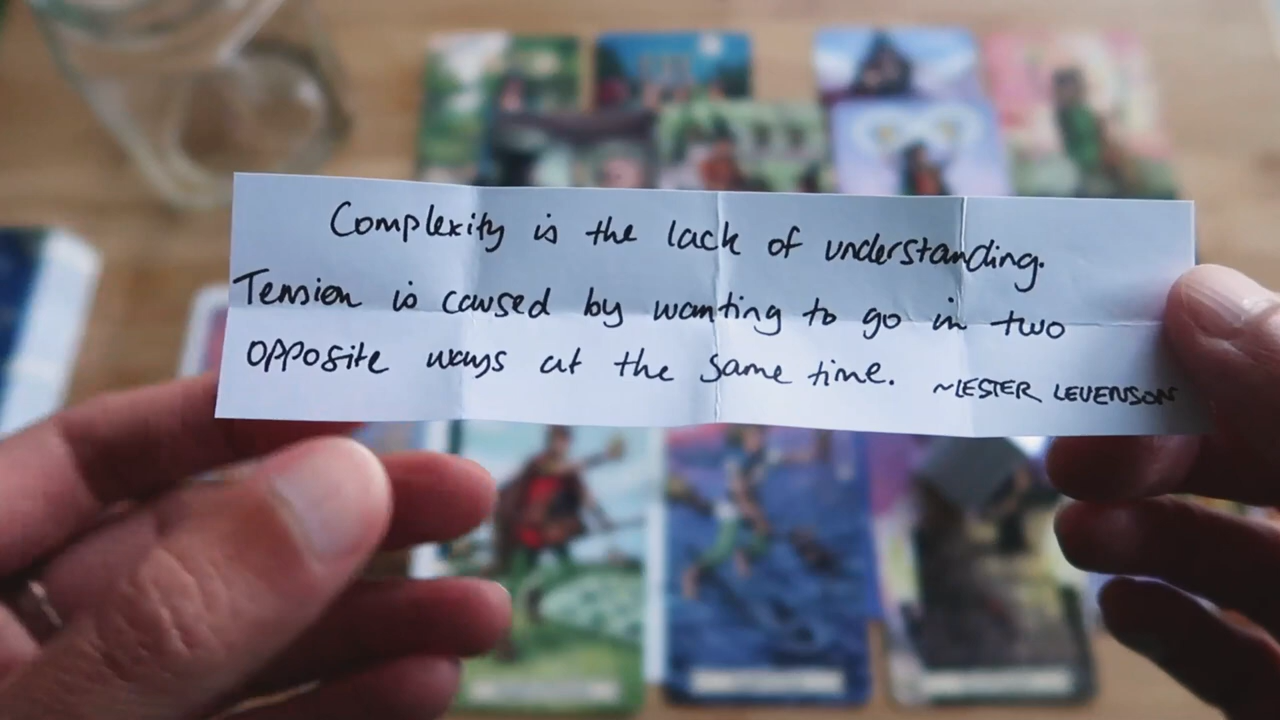 Complexity is the lack of understanding.
Tension is caused by wanting to go in two
opposite ways at the same time.
~LESTER LEVENSON